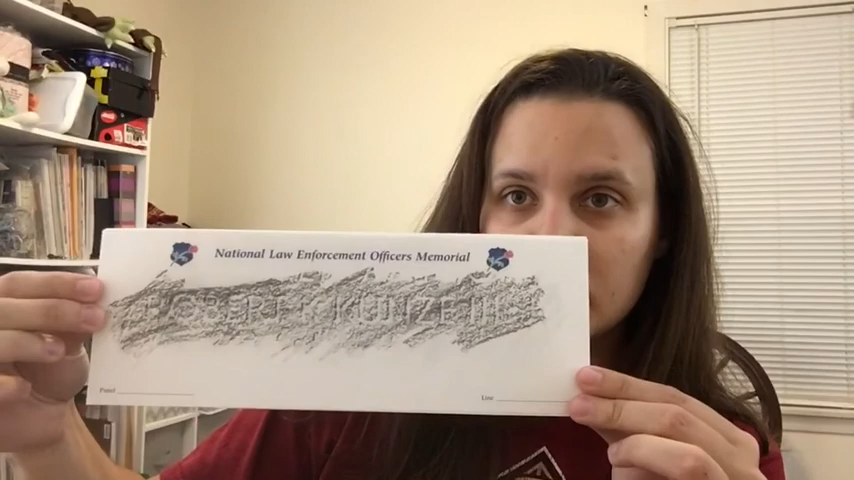 National Law Enforcement Officers Memorial
ROBERT K KUNZE III
Panel
Line